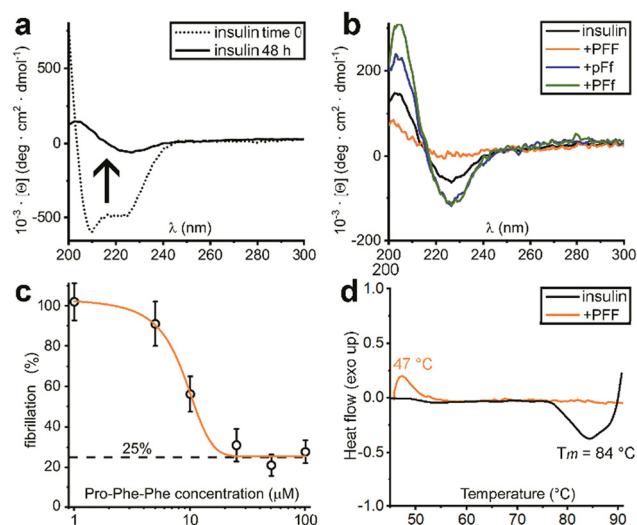 a
insulin time 0
insulin 48 h
10⁻³ · [Θ] (deg · cm² · dmol⁻¹)
500
0
-500
λ (nm)
200 220 240 260 280 300
b
insulin
+PFF
+pFf
+PFf
10⁻³ · [Θ] (deg · cm² · dmol⁻¹)
200
0
-200
λ (nm)
200 220 240 260 280 300
c
fibrillation (%)
100
80
60
40
20
0
25%
Pro-Phe-Phe concentration (μM)
1 10 100
d
insulin
+PFF
Heat flow (exo up)
1.0
0.5
0.0
-0.5
-1.0
47 °C
Tm = 84 °C
Temperature (°C)
50 60 70 80 90